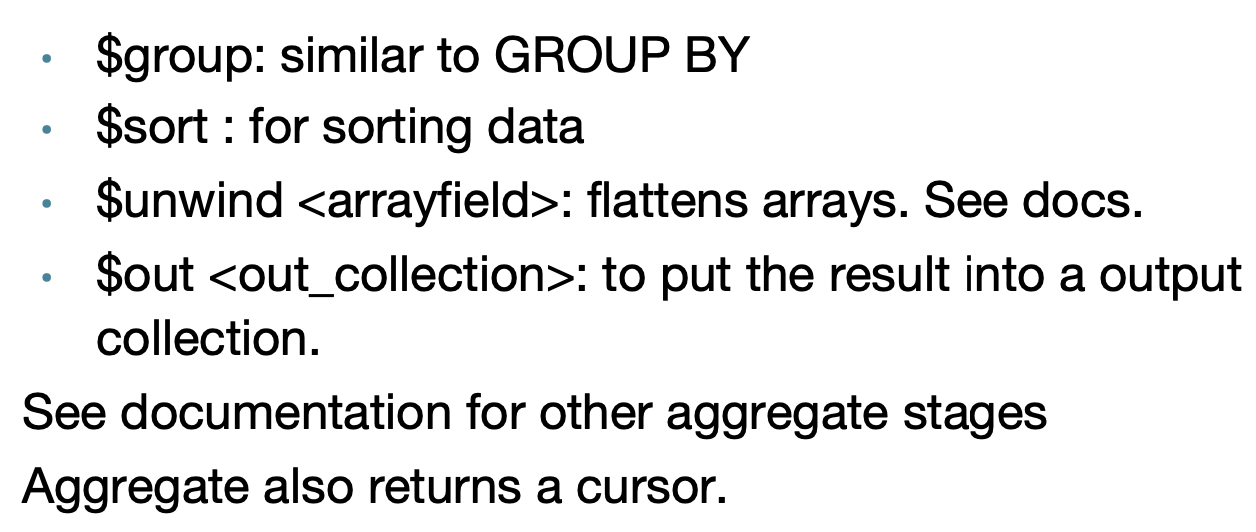 • $group: similar to GROUP BY
• $sort : for sorting data
• $unwind <arrayfield>: flattens arrays. See docs.
• $out <out_collection>: to put the result into a output
collection.
See documentation for other aggregate stages
Aggregate also returns a cursor.